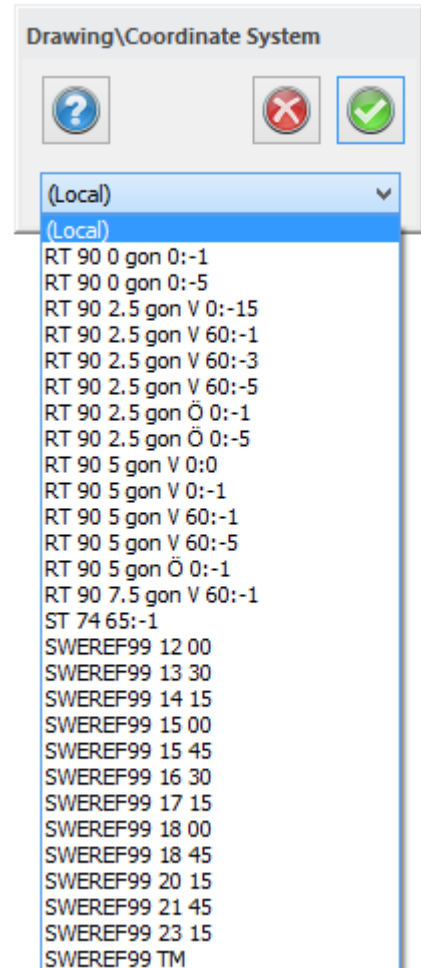 Drawing\Coordinate System
(Local)
(Local)
RT 90 0 gon 0:-1
RT 90 0 gon 0:-5
RT 90 2.5 gon V 0:-15
RT 90 2.5 gon V 60:-1
RT 90 2.5 gon V 60:-3
RT 90 2.5 gon V 60:-5
RT 90 2.5 gon Ö 0:-1
RT 90 2.5 gon Ö 0:-5
RT 90 5 gon V 0:0
RT 90 5 gon V 0:-1
RT 90 5 gon V 60:-1
RT 90 5 gon V 60:-5
RT 90 5 gon Ö 0:-1
RT 90 7.5 gon V 60:-1
ST 74 65:-1
SWEREF99 12 00
SWEREF99 13 30
SWEREF99 14 15
SWEREF99 15 00
SWEREF99 15 45
SWEREF99 16 30
SWEREF99 17 15
SWEREF99 18 00
SWEREF99 18 45
SWEREF99 20 15
SWEREF99 21 45
SWEREF99 23 15
SWEREF99 TM